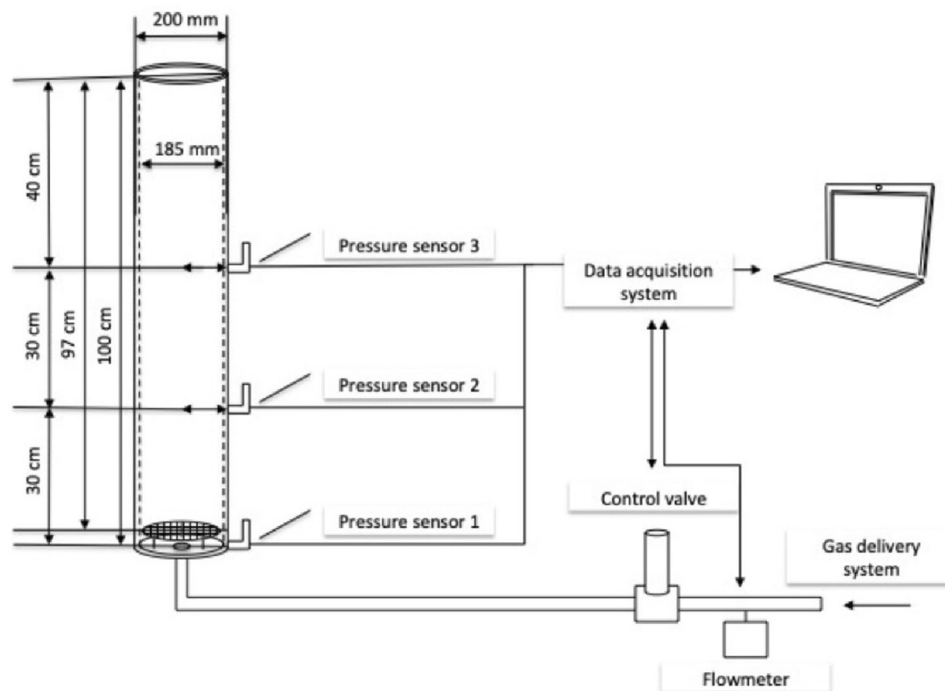 200 mm
185 mm
40 cm
30 cm
97 cm
100 cm
30 cm
Pressure sensor 3
Pressure sensor 2
Pressure sensor 1
Data acquisition
system
Control valve
Gas delivery
system
Flowmeter